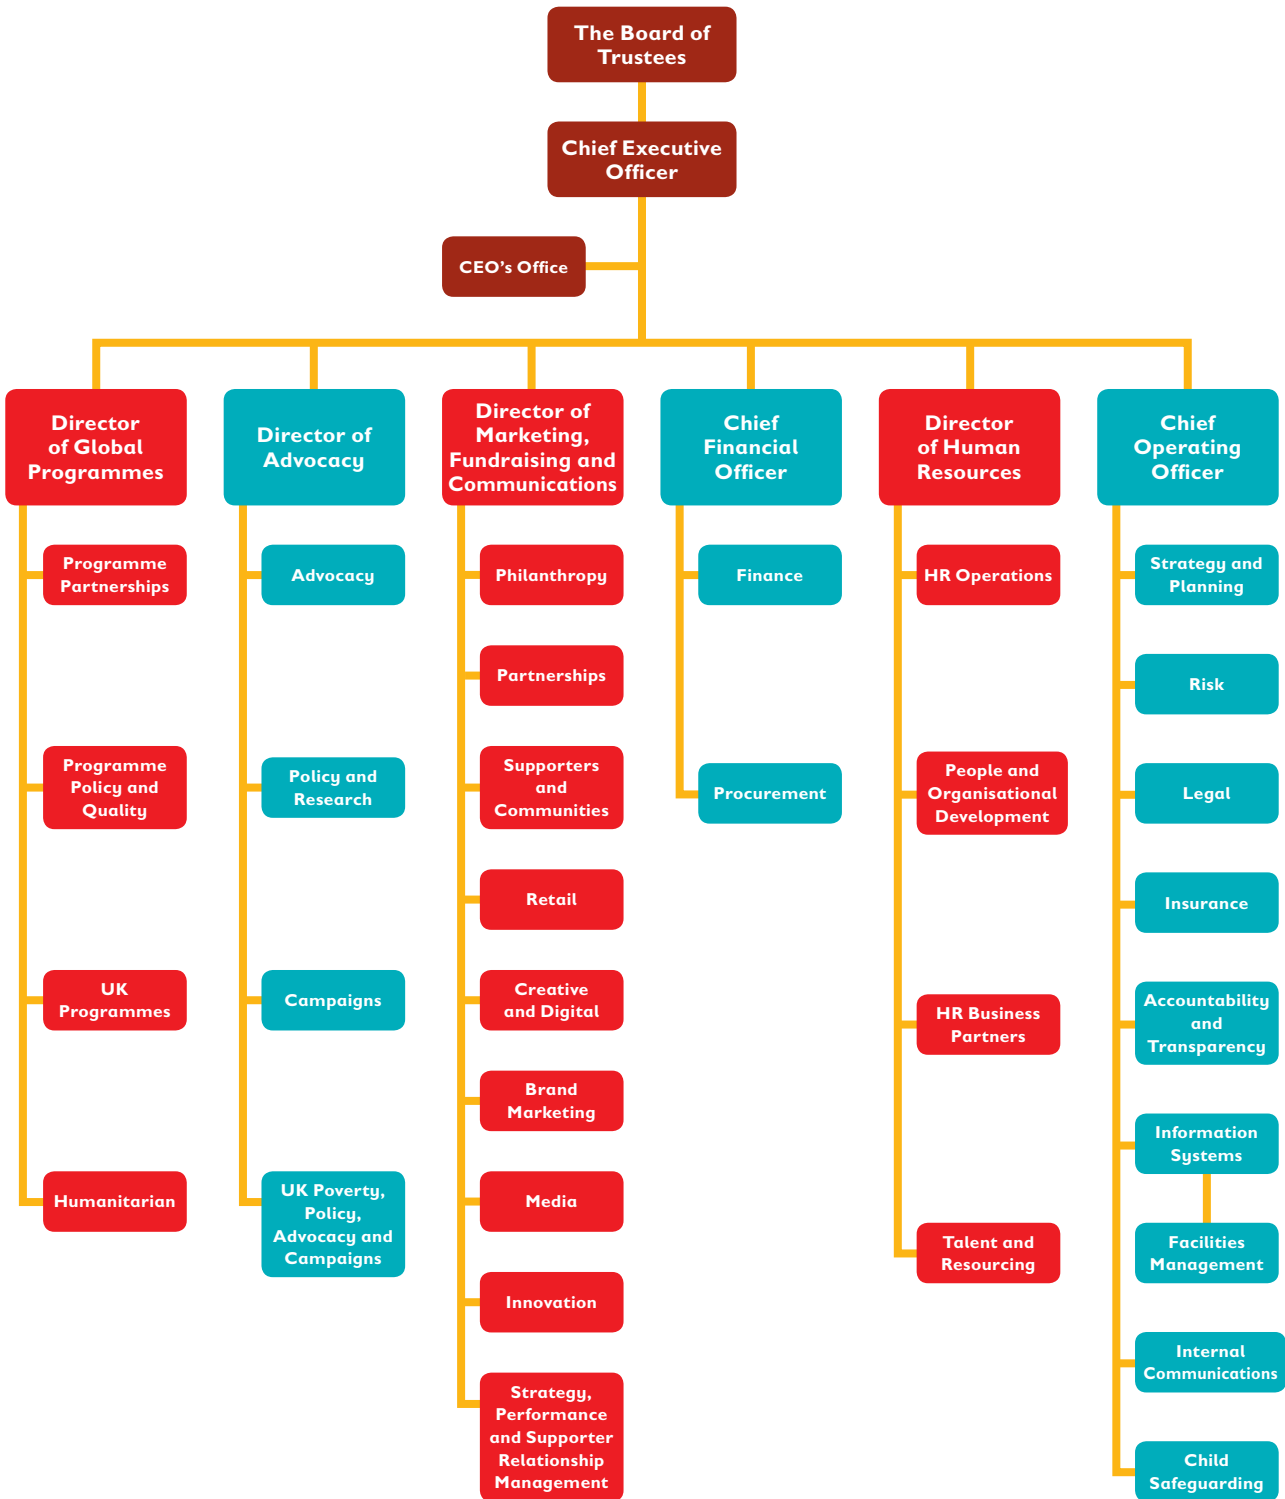 The Board of
Trustees
Chief Executive
Officer
CEO's Office
Director
of Global
Programmes
Director of
Advocacy
Director of
Marketing,
Fundraising and
Communications
Chief
Financial
Officer
Director
of Human
Resources
Chief
Operating
Officer
Programme
Partnerships
Programme
Policy and
Quality
UK
Programmes
Humanitarian
Advocacy
Policy and
Research
Campaigns
UK Poverty,
Policy,
Advocacy and
Campaigns
Philanthropy
Partnerships
Supporters
and
Communities
Retail
Creative
and Digital
Brand
Marketing
Media
Innovation
Strategy,
Performance
and Supporter
Relationship
Management
Finance
Procurement
HR Operations
People and
Organisational
Development
HR Business
Partners
Talent and
Resourcing
Strategy and
Planning
Risk
Legal
Insurance
Accountability
and
Transparency
Information
Systems
Facilities
Management
Internal
Communications
Child
Safeguarding